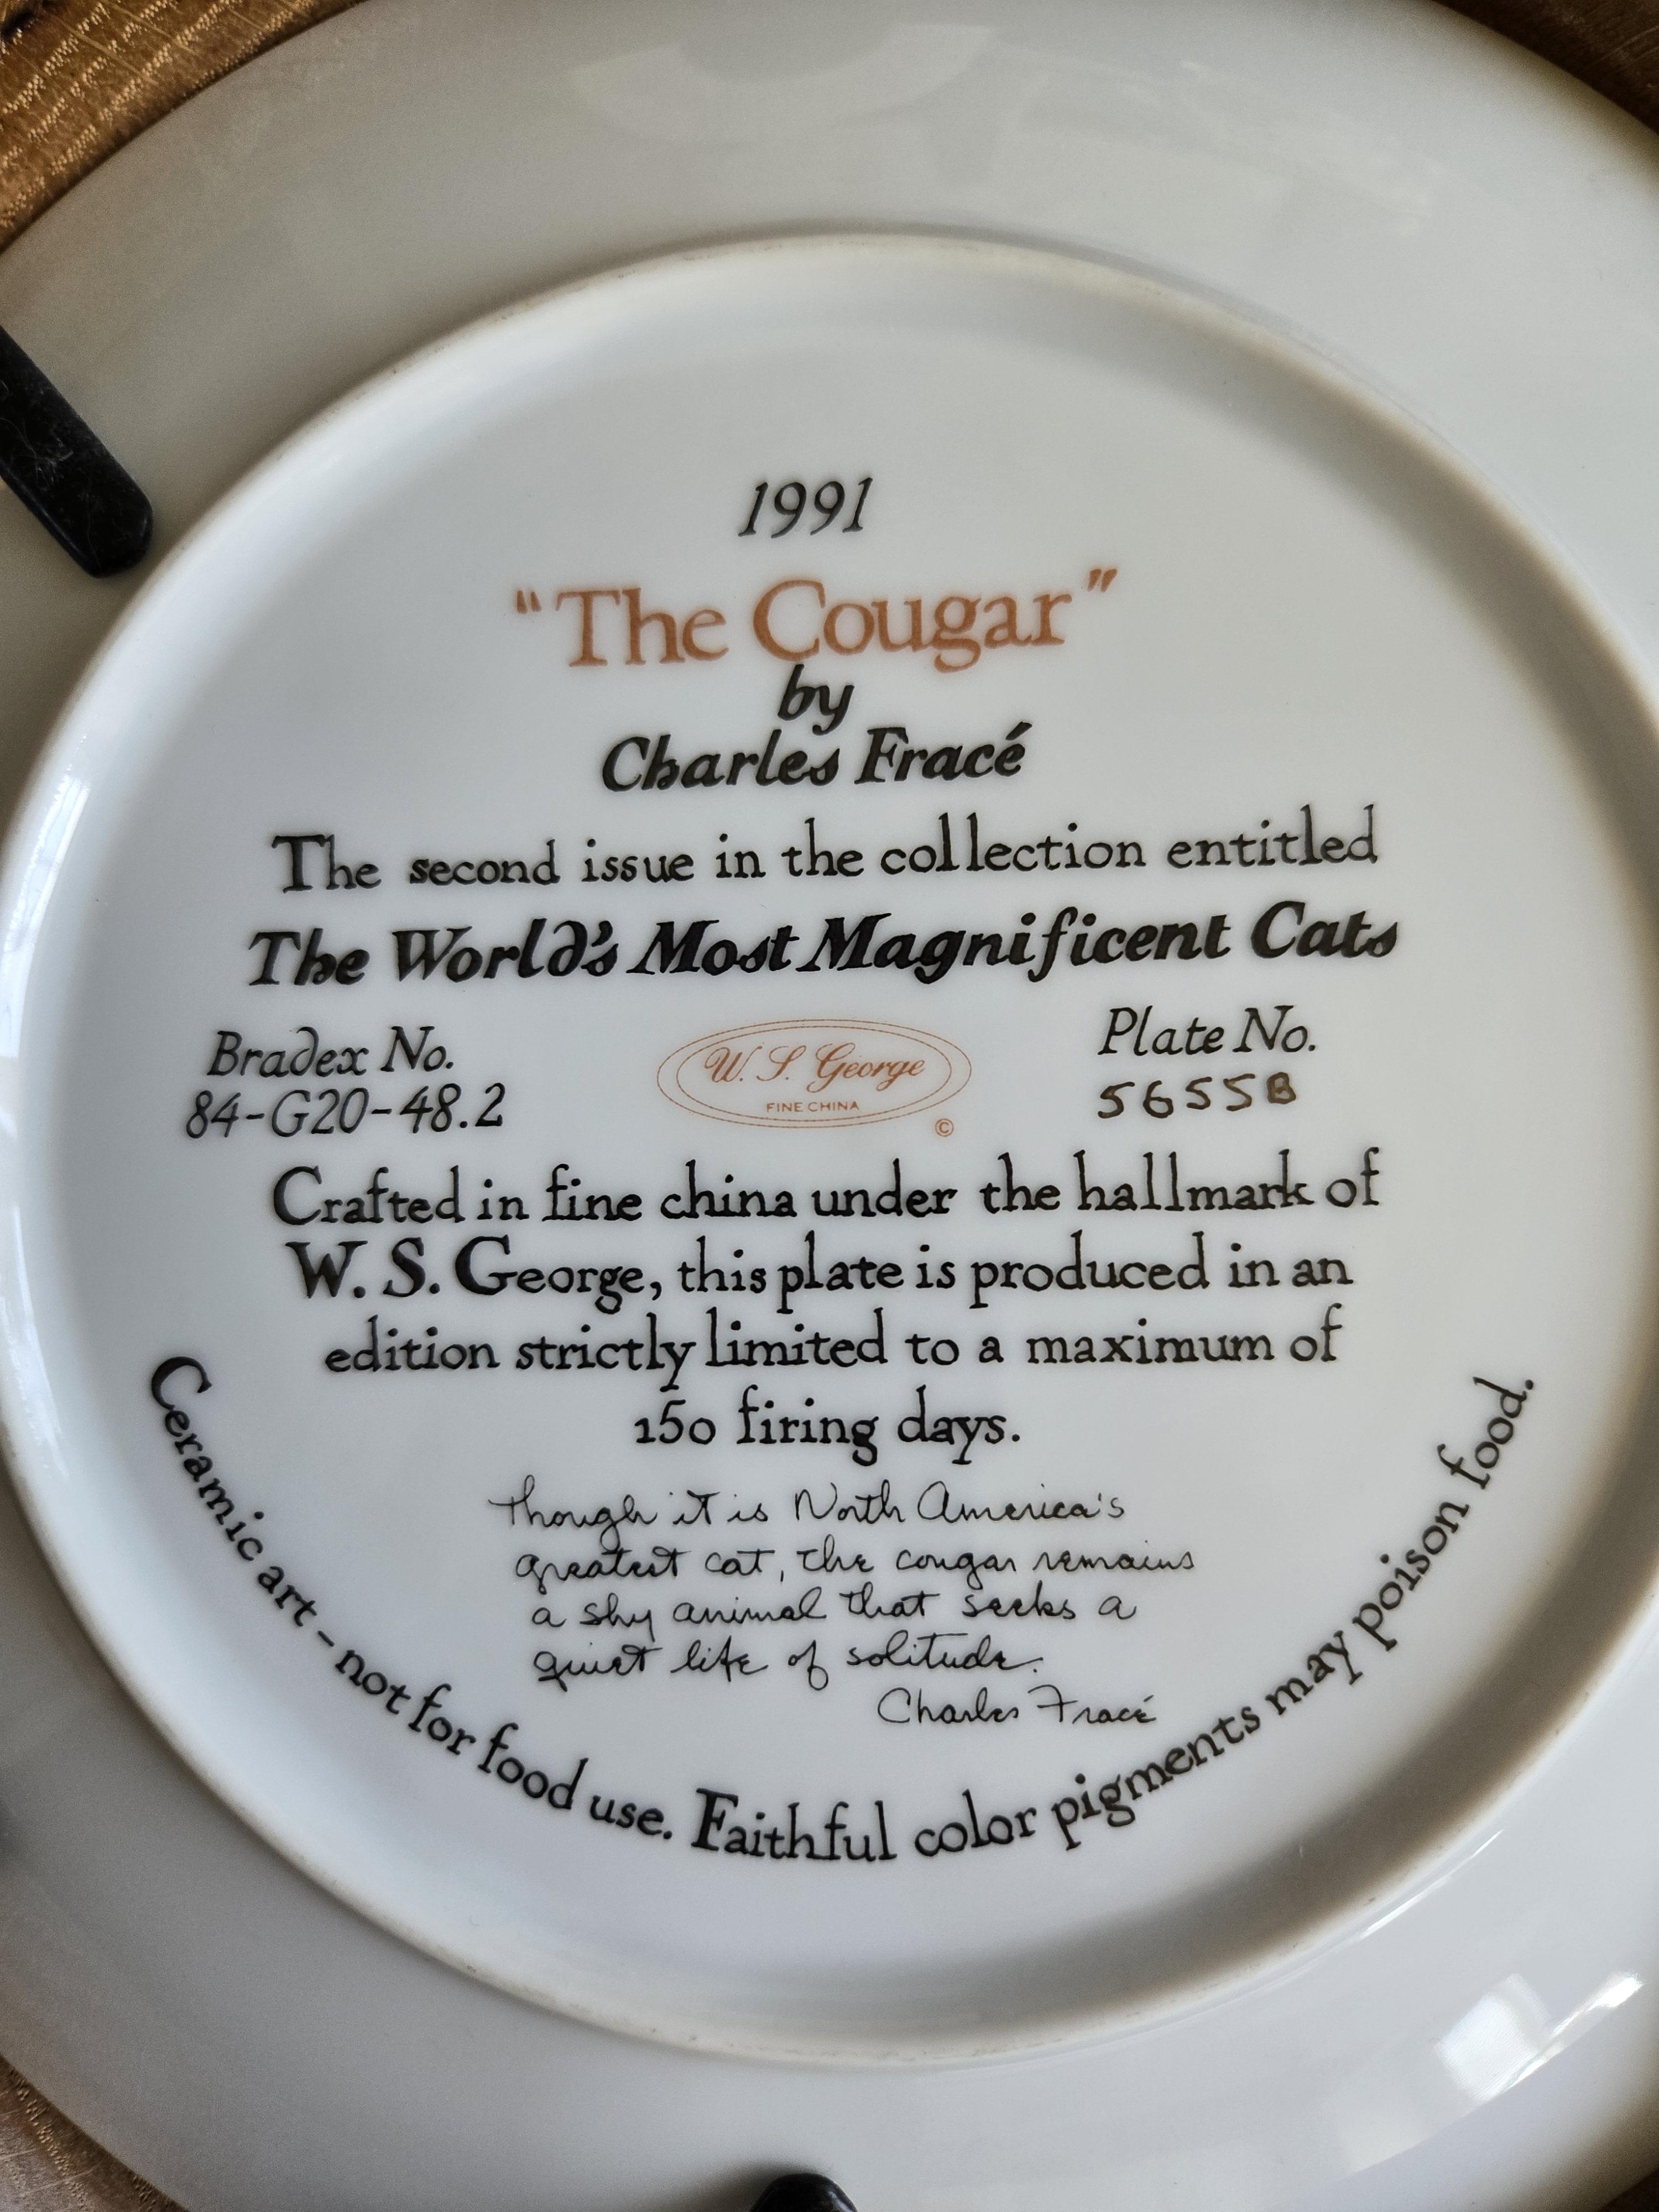 1991
"The Cougar"
by
Charles Fracé
The second issue in the collection entitled
The World's Most Magnificent Cats
Bradex No.
84-G20-48.2
W. S. George
FINE CHINA
©
Plate No.
5655B
Crafted in fine china under the hallmark of
W. S. George, this plate is produced in an
edition strictly limited to a maximum of
150 firing days.
Though it is North America's
greatest cat, the cougar remains
a shy animal that seeks a
quiet life of solitude.
Charles Fracé
Ceramic art - not for food use. Faithful color pigments may poison food.